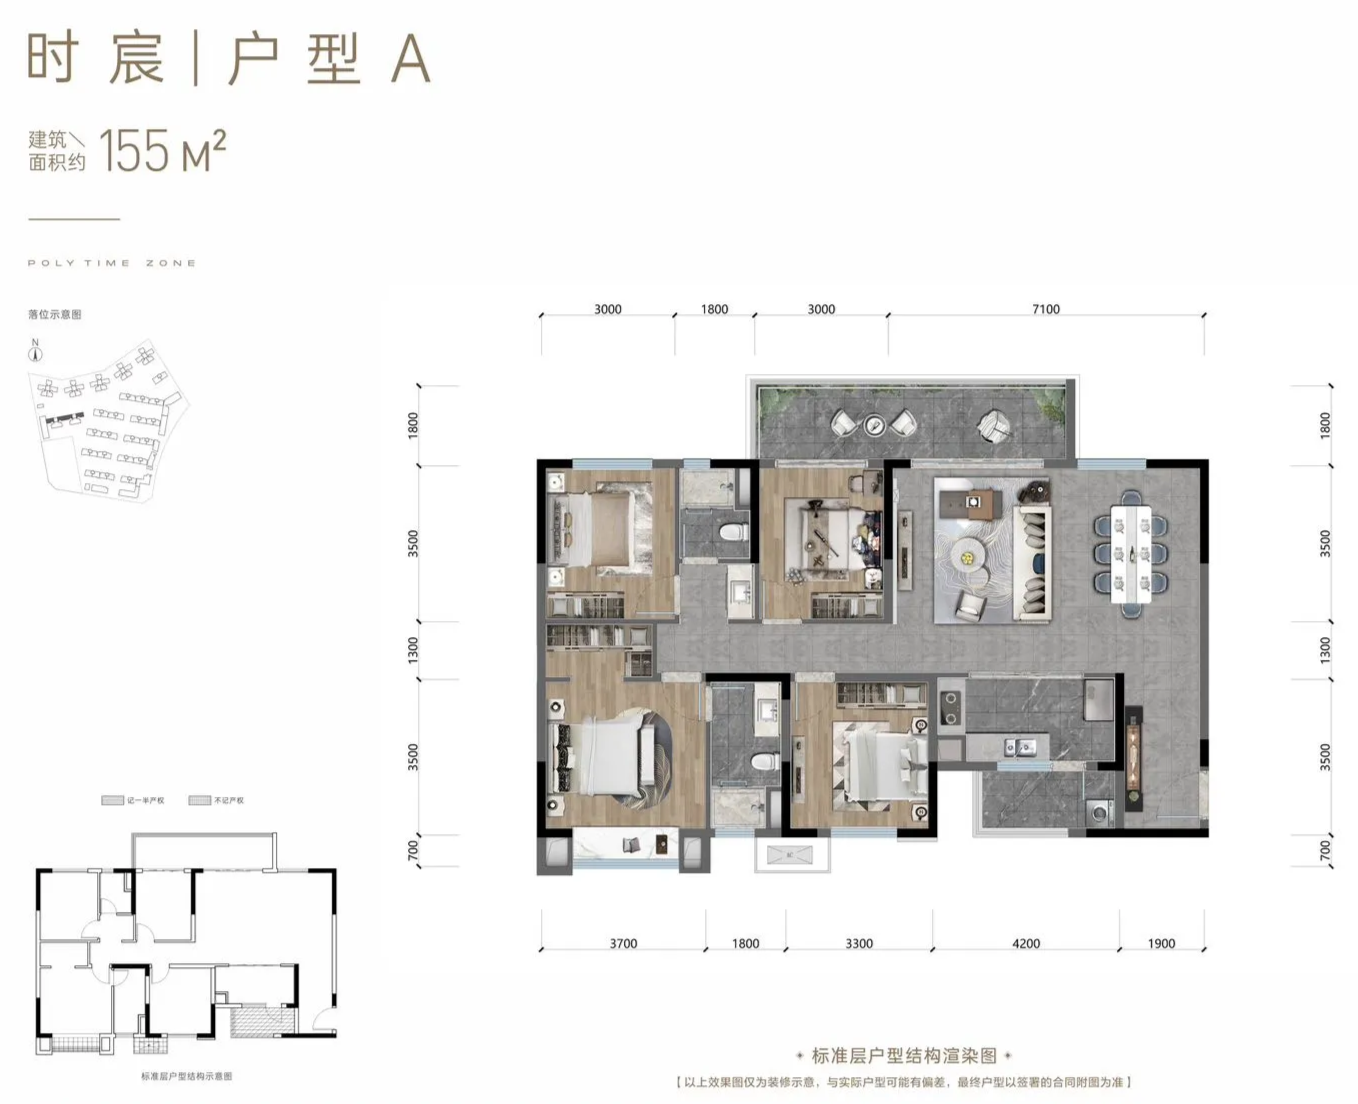 时宸|户型A
建筑
面积约 155 M²
POLY TIME ZONE
落位示意图
N
3000 1800 3000 7100
1800 3500 1300 3500 700
1800 3500 1300 3500 700
3700 1800 3300 4200 1900
记一半产权 不记产权
标准层户型结构示意图
标准层户型结构渲染图
【以上效果图仅为装修示意，与实际户型可能有偏差，最终户型以签署的合同附图为准】